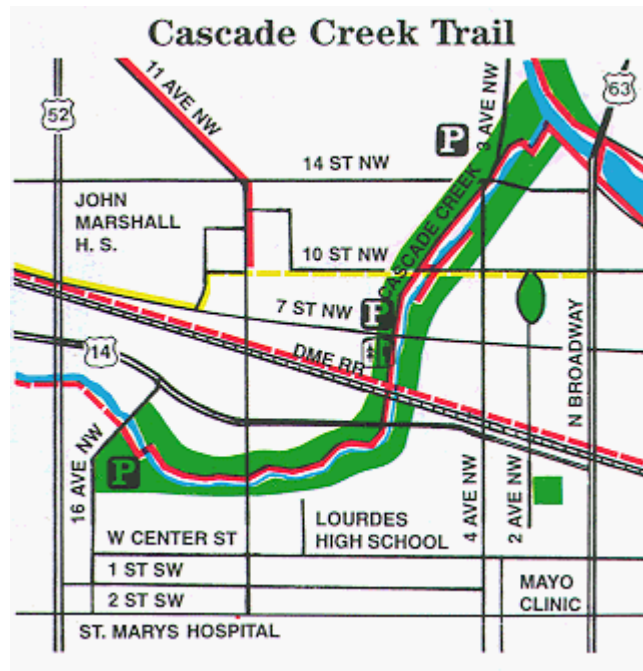 Cascade Creek Trail
52
11 AVE NW
3 AVE NW
63
P
14 ST NW
JOHN
MARSHALL
H. S.
CASCADE CREEK
10 ST NW
7 ST NW
P
14
DME RR
N BROADWAY
16 AVE NW
P
4 AVE NW
2 AVE NW
W CENTER ST
LOURDES
HIGH SCHOOL
1 ST SW
2 ST SW
MAYO
CLINIC
ST. MARYS HOSPITAL